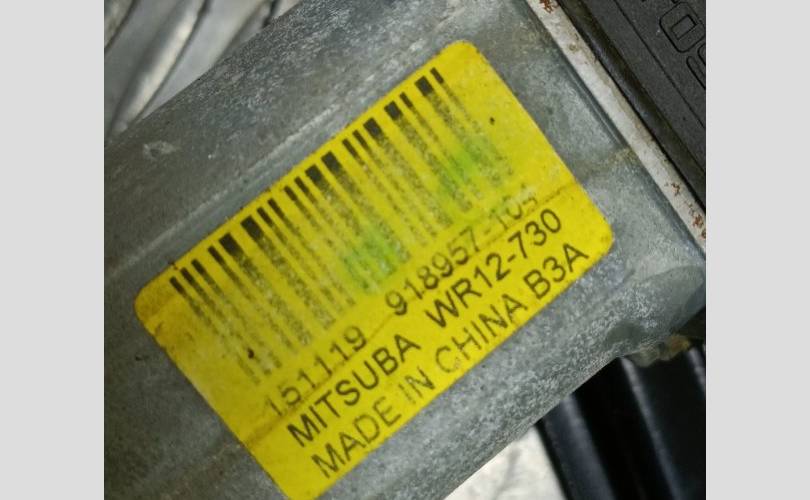 151119 918957-10
MITSUBA WR12-730
MADE IN CHINA B3A